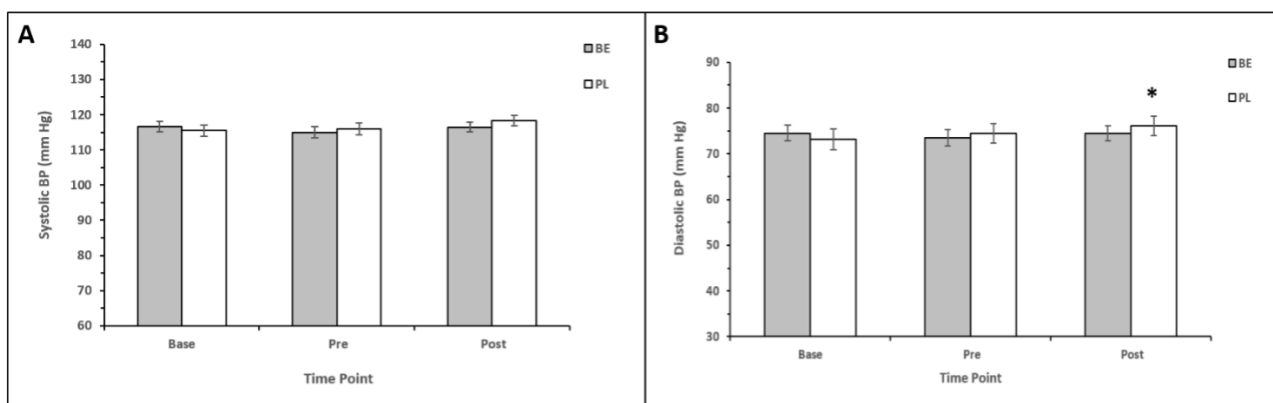 A
Systolic BP (mm Hg)
140
130
120
110
100
90
80
70
60
Base
Pre
Post
Time Point
BE
PL
B
Diastolic BP (mm Hg)
90
80
70
60
50
40
30
*
Base
Pre
Post
Time Point
BE
PL